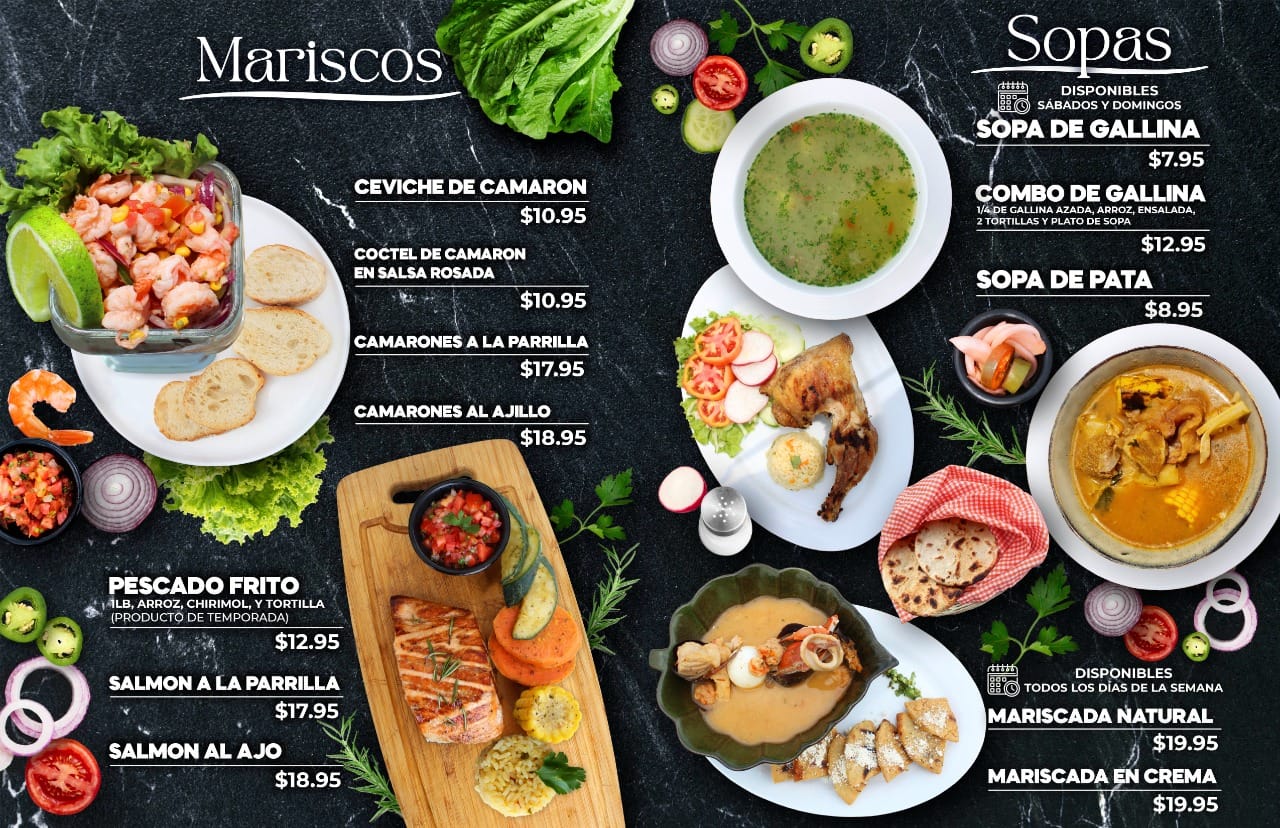 Mariscos
CEVICHE DE CAMARON
$10.95
COCTEL DE CAMARON
EN SALSA ROSADA
$10.95
CAMARONES A LA PARRILLA
$17.95
CAMARONES AL AJILLO
$18.95
PESCADO FRITO
1LB, ARROZ, CHIRIMOL, Y TORTILLA
(PRODUCTO DE TEMPORADA)
$12.95
SALMON A LA PARRILLA
$17.95
SALMON AL AJO
$18.95
Sopas
DISPONIBLES
SÁBADOS Y DOMINGOS
SOPA DE GALLINA
$7.95
COMBO DE GALLINA
1/4 DE GALLINA AZADA, ARROZ, ENSALADA,
2 TORTILLAS Y PLATO DE SOPA
$12.95
SOPA DE PATA
$8.95
DISPONIBLES
TODOS LOS DÍAS DE LA SEMANA
MARISCADA NATURAL
$19.95
MARISCADA EN CREMA
$19.95